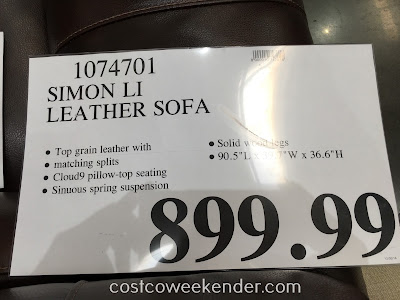 1074701
SIMON LI
LEATHER SOFA
• Top grain leather with
matching splits
• Cloud9 pillow-top seating
• Sinuous spring suspension
• Solid wood legs
• 90.5"L x "W x 36.6"H
899.99
costcoweekender.com